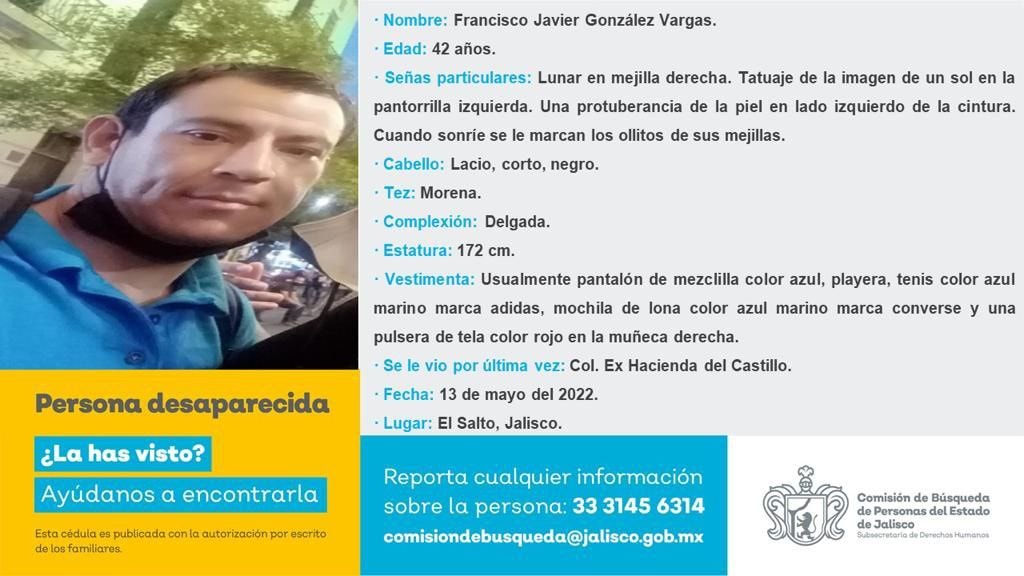 · Nombre: Francisco Javier González Vargas.
· Edad: 42 años.
· Señas particulares: Lunar en mejilla derecha. Tatuaje de la imagen de un sol en la
pantorrilla izquierda. Una protuberancia de la piel en lado izquierdo de la cintura.
Cuando sonríe se le marcan los ollitos de sus mejillas.
· Cabello: Lacio, corto, negro.
· Tez: Morena.
· Complexión: Delgada.
· Estatura: 172 cm.
· Vestimenta: Usualmente pantalón de mezclilla color azul, playera, tenis color azul
marino marca adidas, mochila de lona color azul marino marca converse y una
pulsera de tela color rojo en la muñeca derecha.
· Se le vio por última vez: Col. Ex Hacienda del Castillo.
· Fecha: 13 de mayo del 2022.
· Lugar: El Salto, Jalisco.
Persona desaparecida
¿La has visto?
Ayúdanos a encontrarla
Esta cédula es publicada con la autorización por escrito
de los familiares.
Reporta cualquier información
sobre la persona: 33 3145 6314
comisiondebusqueda@jalisco.gob.mx
Comisión de Búsqueda
de Personas del Estado
de Jalisco
Subsecretaría de Derechos Humanos